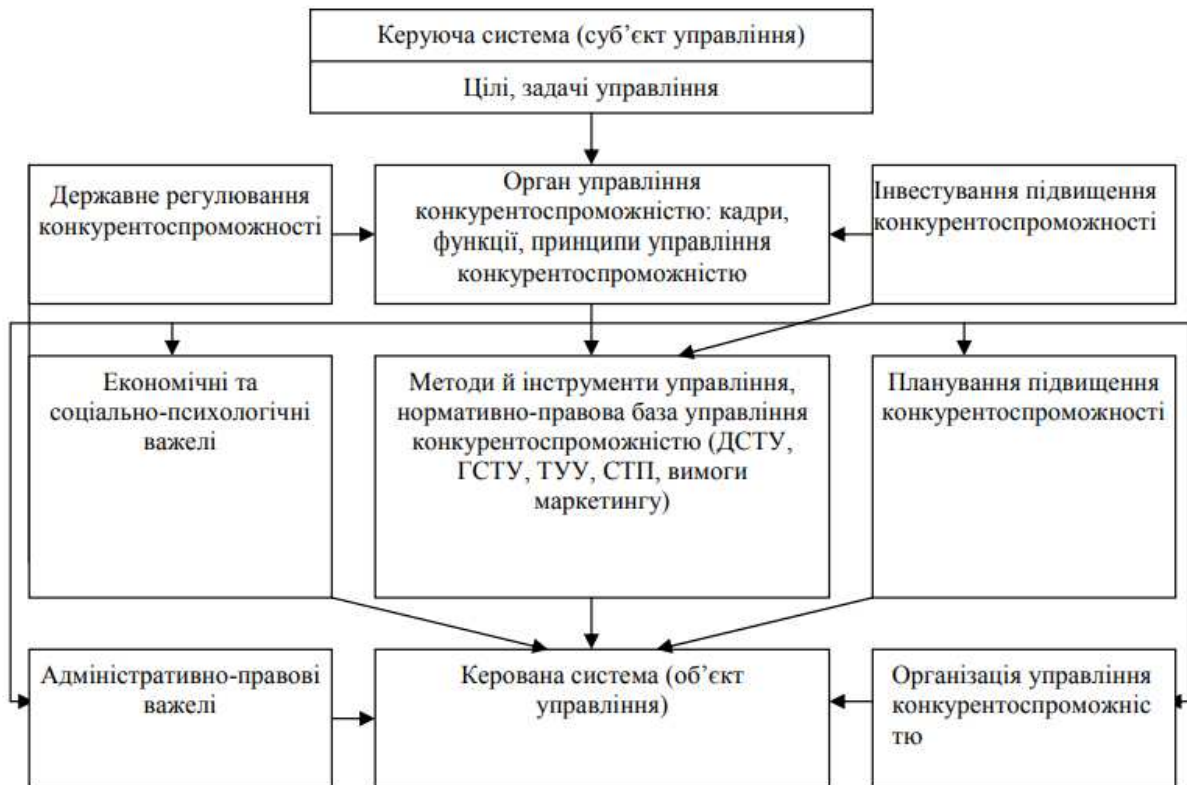 Керуюча система (суб’єкт управління)
Цілі, задачі управління
Державне регулювання
конкурентоспроможності
Орган управління
конкурентоспроможністю: кадри,
функції, принципи управління
конкурентоспроможністю
Інвестування підвищення
конкурентоспроможності
Економічні та
соціально-психологічні
важелі
Методи й інструменти управління,
нормативно-правова база управління
конкурентоспроможністю (ДСТУ,
ГСТУ, ТУУ, СТП, вимоги
маркетингу)
Планування підвищення
конкурентоспроможності
Адміністративно-правові
важелі
Керована система (об’єкт
управління)
Організація управління
конкурентоспроможніс
тю